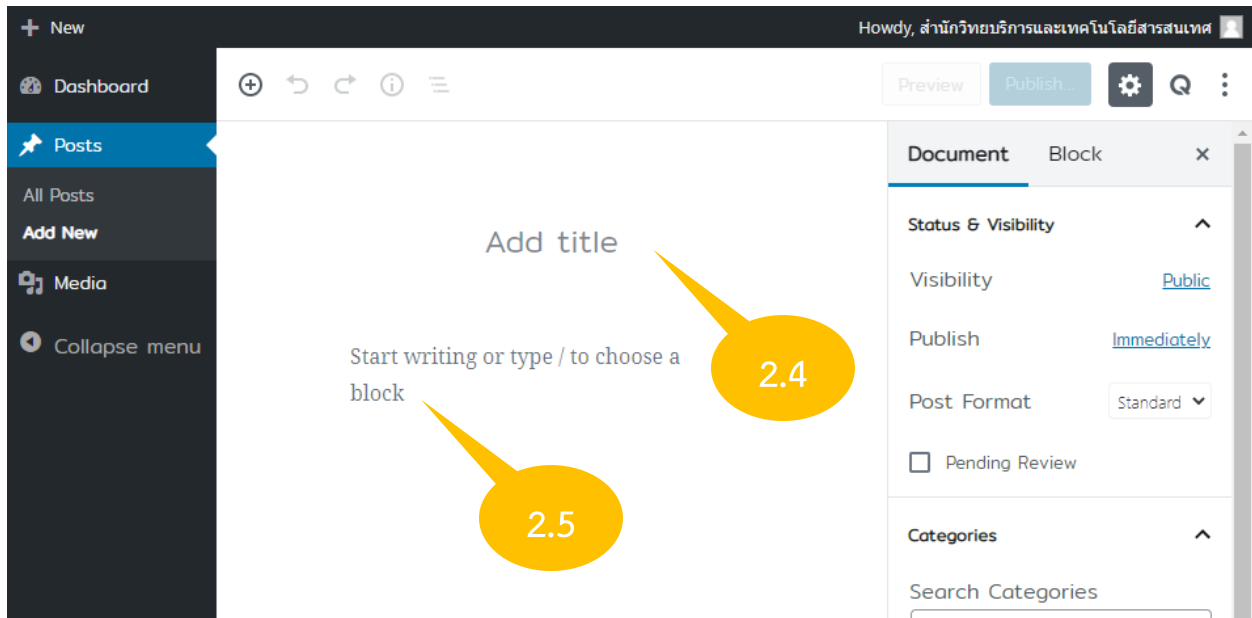 New
Howdy, สำนักวิทยบริการและเทคโนโลยีสารสนเทศ
Dashboard
Posts
All Posts
Add New
Media
Collapse menu
Preview
Publish...
Add title
Start writing or type / to choose a
block
2.4
2.5
Document
Block
Status & Visibility
Visibility
Public
Publish
Immediately
Post Format
Standard
Pending Review
Categories
Search Categories